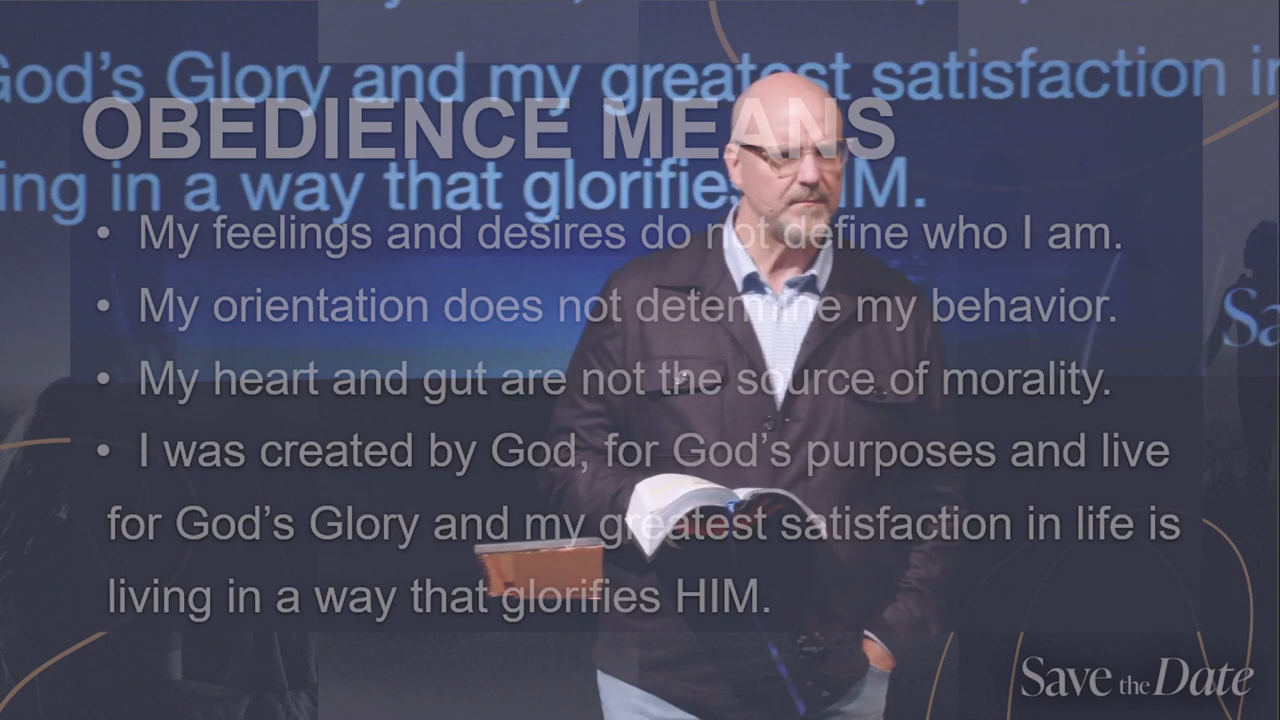 God's Glory and my greatest satisfaction in
ing in a way that glorifies HIM.
OBEDIENCE MEANS
• My feelings and desires do not define who I am.
• My orientation does not determine my behavior.
• My heart and gut are not the source of morality.
• I was created by God, for God's purposes and live
for God's Glory and my greatest satisfaction in life is
living in a way that glorifies HIM.
Sa
Save the Date